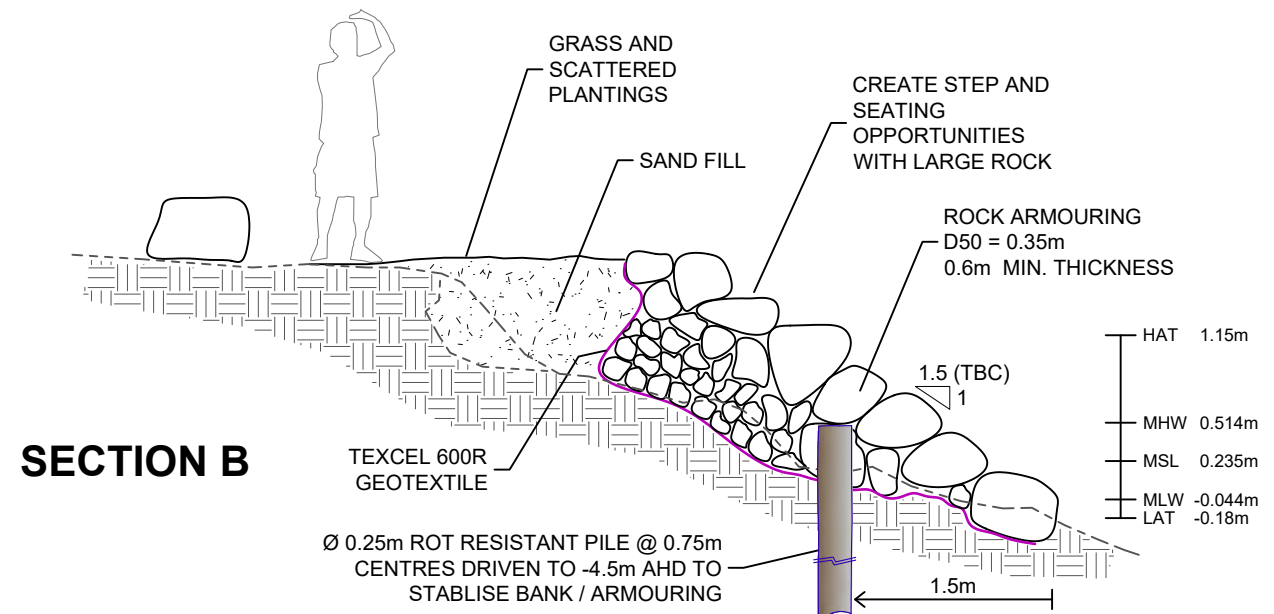 GRASS AND
SCATTERED
PLANTINGS
CREATE STEP AND
SEATING
OPPORTUNITIES
WITH LARGE ROCK
SAND FILL
ROCK ARMOURING
D50 = 0.35m
0.6m MIN. THICKNESS
HAT 1.15m
1.5 (TBC)
1
MHW 0.514m
MSL 0.235m
MLW -0.044m
LAT -0.18m
SECTION B
TEXCEL 600R
GEOTEXTILE
Ø 0.25m ROT RESISTANT PILE @ 0.75m
CENTRES DRIVEN TO -4.5m AHD TO
STABLISE BANK / ARMOURING
1.5m